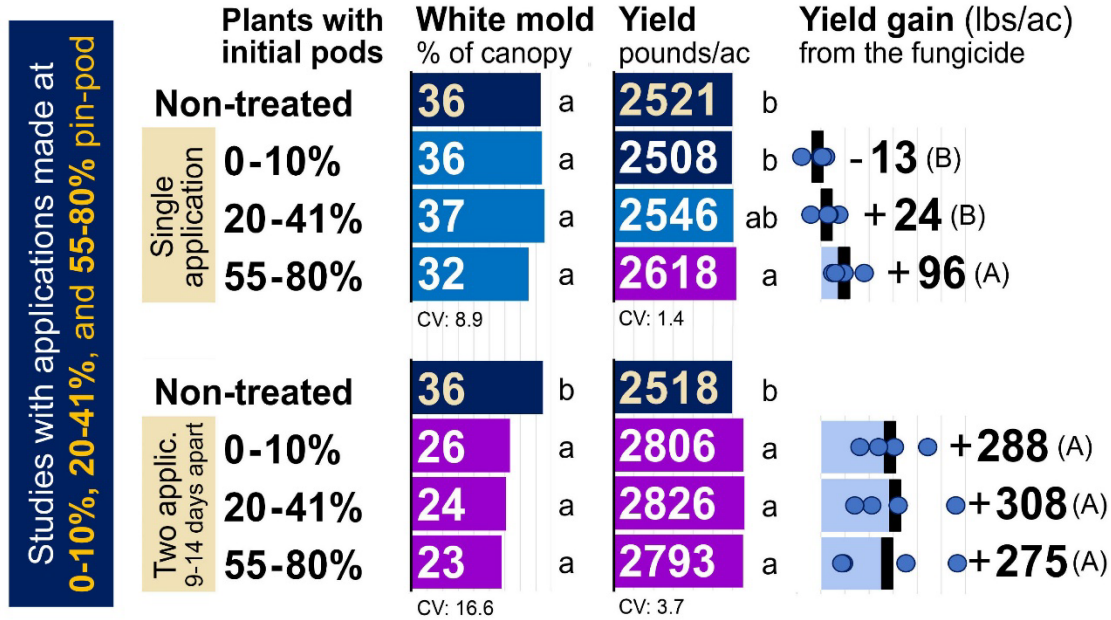 Studies with applications made at
0-10%, 20-41%, and 55-80% pin-pod
Plants with
initial pods
White mold
% of canopy
Yield
pounds/ac
Yield gain (lbs/ac)
from the fungicide
Non-treated 36 a 2521 b
Single
application
0-10% 36 a 2508 b - 13 (B)
20-41% 37 a 2546 ab + 24 (B)
55-80% 32 a 2618 a + 96 (A)
CV: 8.9 CV: 1.4
Non-treated 36 b 2518 b
Two applic.
9-14 days apart
0-10% 26 a 2806 a +288 (A)
20-41% 24 a 2826 a +308 (A)
55-80% 23 a 2793 a +275 (A)
CV: 16.6 CV: 3.7